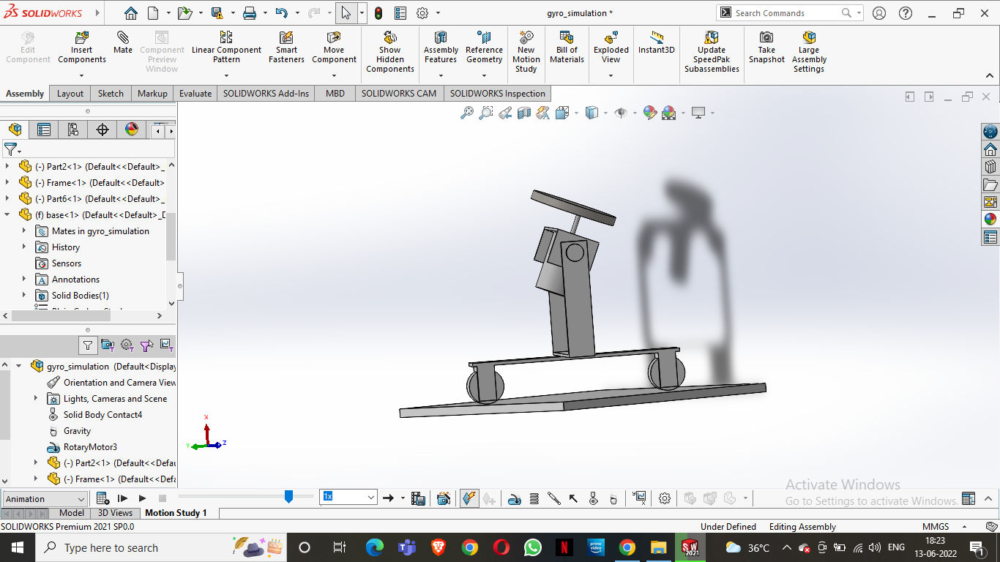 SOLIDWORKS
gyro_simulation *
Search Commands
Edit
Component
Insert
Components
Mate
Component
Preview
Window
Linear Component
Pattern
Smart
Fasteners
Move
Component
Show
Hidden
Components
Assembly
Features
Reference
Geometry
New
Motion
Study
Bill of
Materials
Exploded
View
Instant3D
Update
SpeedPak
Subassemblies
Take
Snapshot
Large
Assembly
Settings
Assembly Layout Sketch Markup Evaluate SOLIDWORKS Add-Ins MBD SOLIDWORKS CAM SOLIDWORKS Inspection
(-) Part2<1> (Default<<Default>_
(-) Frame<1> (Default<<Default>
(-) Part6<1> (Default<<Default>_
(f) base<1> (Default<<Default>_D
Mates in gyro_simulation
History
Sensors
Annotations
Solid Bodies(1)
gyro_simulation (Default<Display
Orientation and Camera View
Lights, Cameras and Scene
Solid Body Contact4
Gravity
RotaryMotor3
(-) Part2<1> (Default<<Defau
(-) Frame<1> (Default<<Defa
X
Y
Z
Activate Windows
Go to Settings to activate Windows.
Animation
1x
Model 3D Views Motion Study 1
SOLIDWORKS Premium 2021 SP0.0
Under Defined Editing Assembly MMGS
Type here to search
prime video
SW
2021
36°C
ENG
18:23
13-06-2022
1